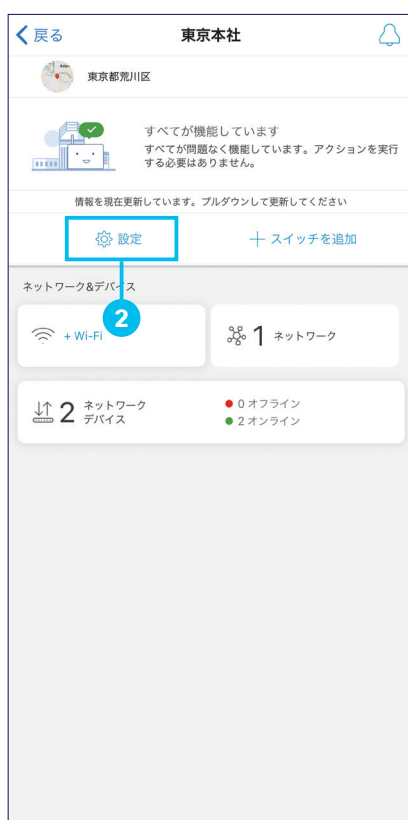 戻る
東京本社
東京都荒川区
すべてが機能しています
すべてが問題なく機能しています。アクションを実行
する必要はありません。
情報を現在更新しています。プルダウンして更新してください
設定
＋ スイッチを追加
ネットワーク&デバイス
2
+ Wi-Fi
1 ネットワーク
2 ネットワーク
デバイス
0 オフライン
2 オンライン